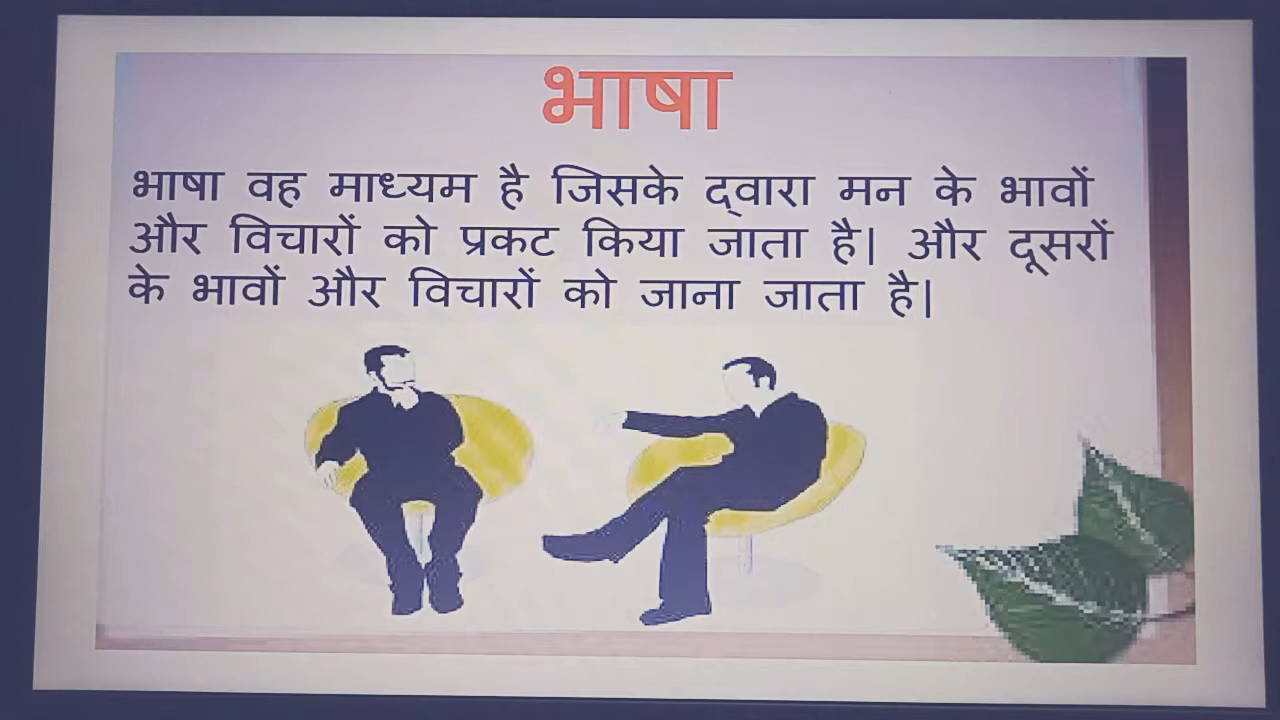 भाषा
भाषा वह माध्यम है जिसके द्वारा मन के भावों
और विचारों को प्रकट किया जाता है| और दूसरों
के भावों और विचारों को जाना जाता है|